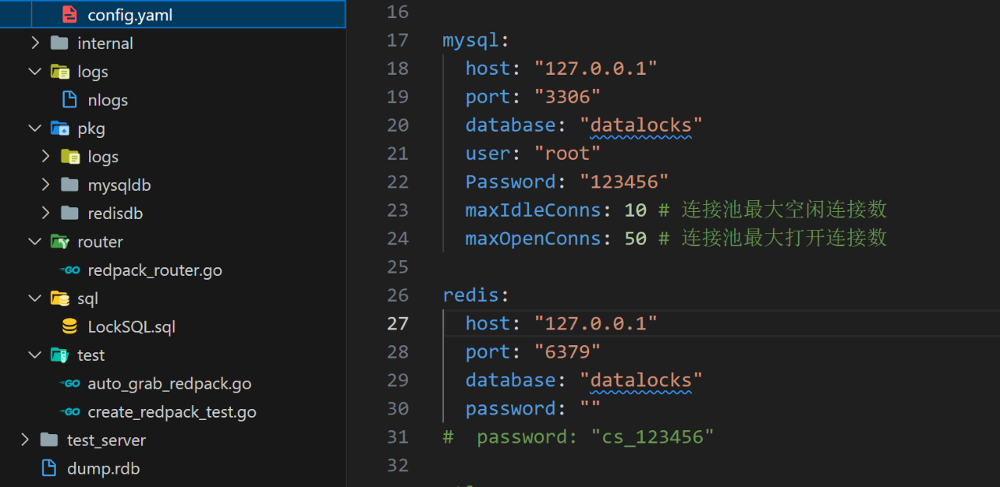 config.yaml
internal
logs
nlogs
pkg
logs
mysqldb
redisdb
router
redpack_router.go
sql
LockSQL.sql
test
auto_grab_redpack.go
create_redpack_test.go
test_server
dump.rdb
16
17 mysql:
18 host: "127.0.0.1"
19 port: "3306"
20 database: "datalocks"
21 user: "root"
22 Password: "123456"
23 maxIdleConns: 10 # 连接池最大空闲连接数
24 maxOpenConns: 50 # 连接池最大打开连接数
25
26 redis:
27 host: "127.0.0.1"
28 port: "6379"
29 database: "datalocks"
30 password: ""
31 #  password: "cs_123456"
32